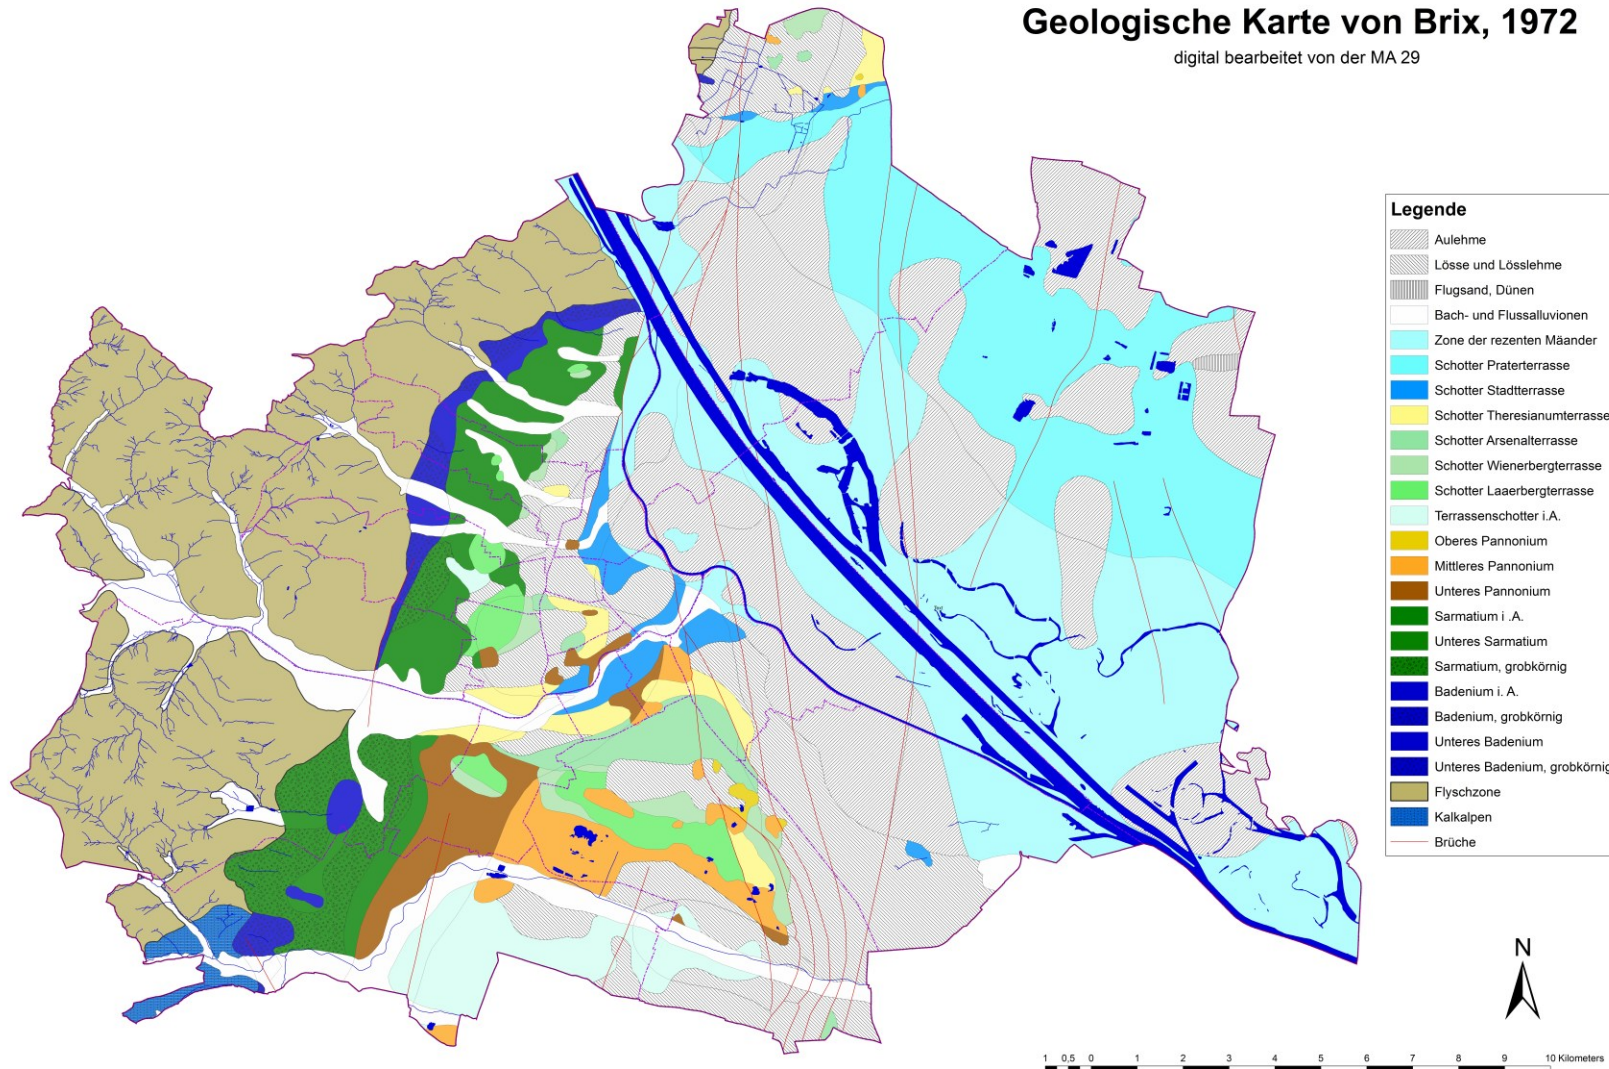 Geologische Karte von Brix, 1972
digital bearbeitet von der MA 29
Legende
Aulehme
Lösse und Lösslehme
Flugsand, Dünen
Bach- und Flussalluvionen
Zone der rezenten Mäander
Schotter Praterterrasse
Schotter Stadtterrasse
Schotter Theresianumterrasse
Schotter Arsenalterrasse
Schotter Wienerbergterrasse
Schotter Laaerbergterrasse
Terrassenschotter i.A.
Oberes Pannonium
Mittleres Pannonium
Unteres Pannonium
Sarmatium i .A.
Unteres Sarmatium
Sarmatium, grobkörnig
Badenium i. A.
Badenium, grobkörnig
Unteres Badenium
Unteres Badenium, grobkörnig
Flyschzone
Kalkalpen
Brüche
N
1 0,5 0 1 2 3 4 5 6 7 8 9 10 Kilometers